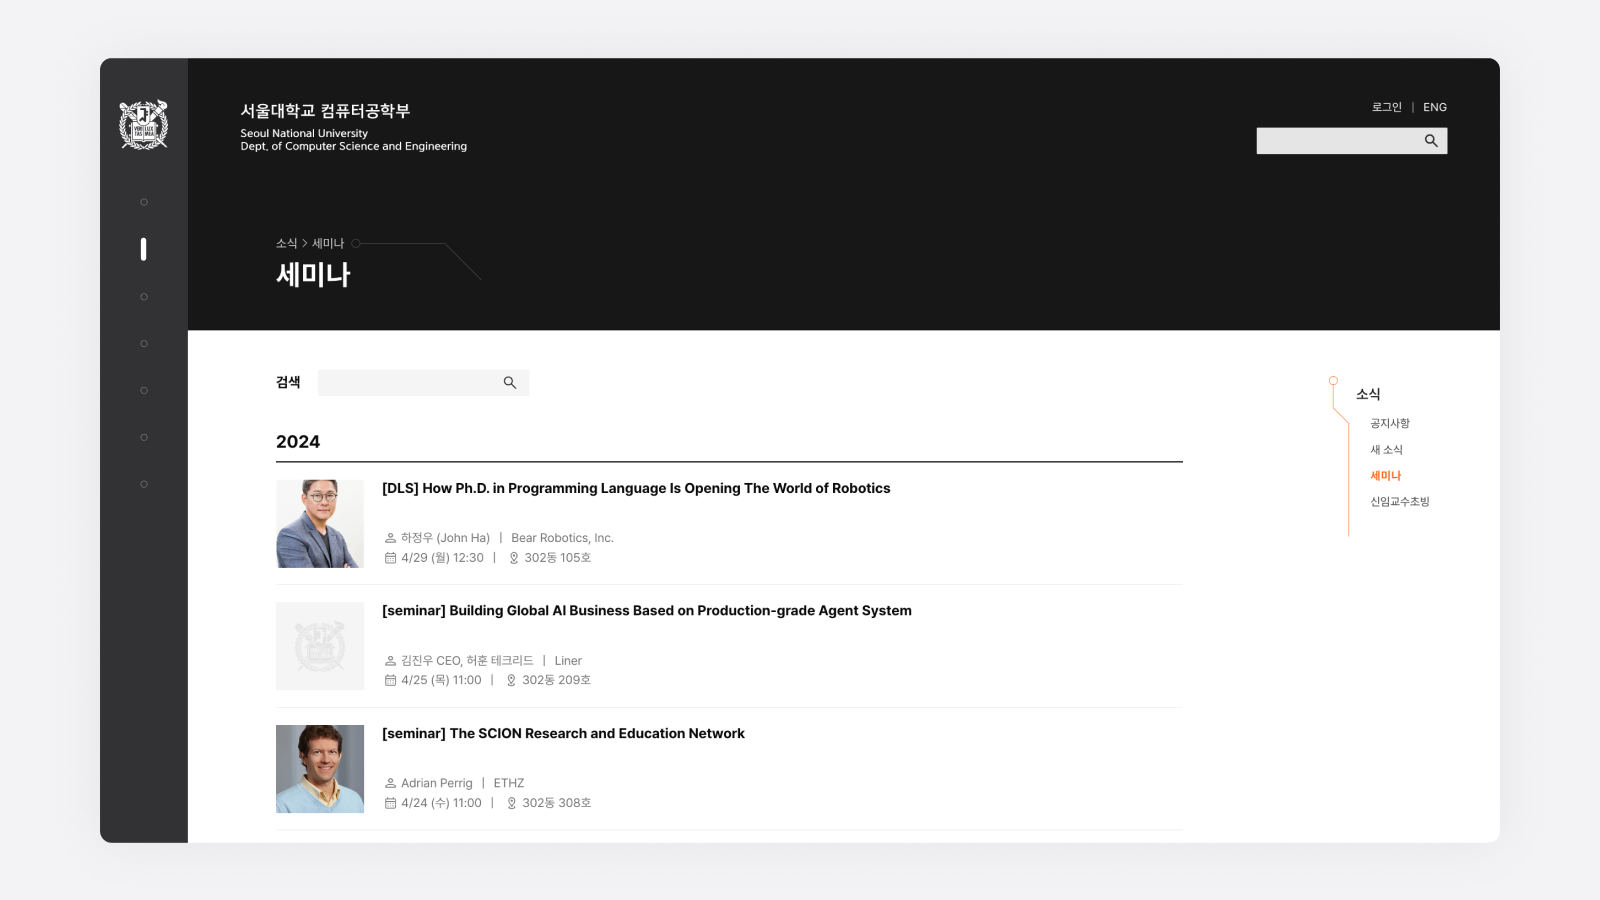 서울대학교 컴퓨터공학부
Seoul National University
Dept. of Computer Science and Engineering
로그인 | ENG
소식 > 세미나
세미나
검색
2024
[DLS] How Ph.D. in Programming Language Is Opening The World of Robotics
하정우 (John Ha) | Bear Robotics, Inc.
4/29 (월) 12:30 | 302동 105호
[seminar] Building Global AI Business Based on Production-grade Agent System
김진우 CEO, 허훈 테크리드 | Liner
4/25 (목) 11:00 | 302동 209호
[seminar] The SCION Research and Education Network
Adrian Perrig | ETHZ
4/24 (수) 11:00 | 302동 308호
소식
공지사항
새 소식
세미나
신임교수초빙